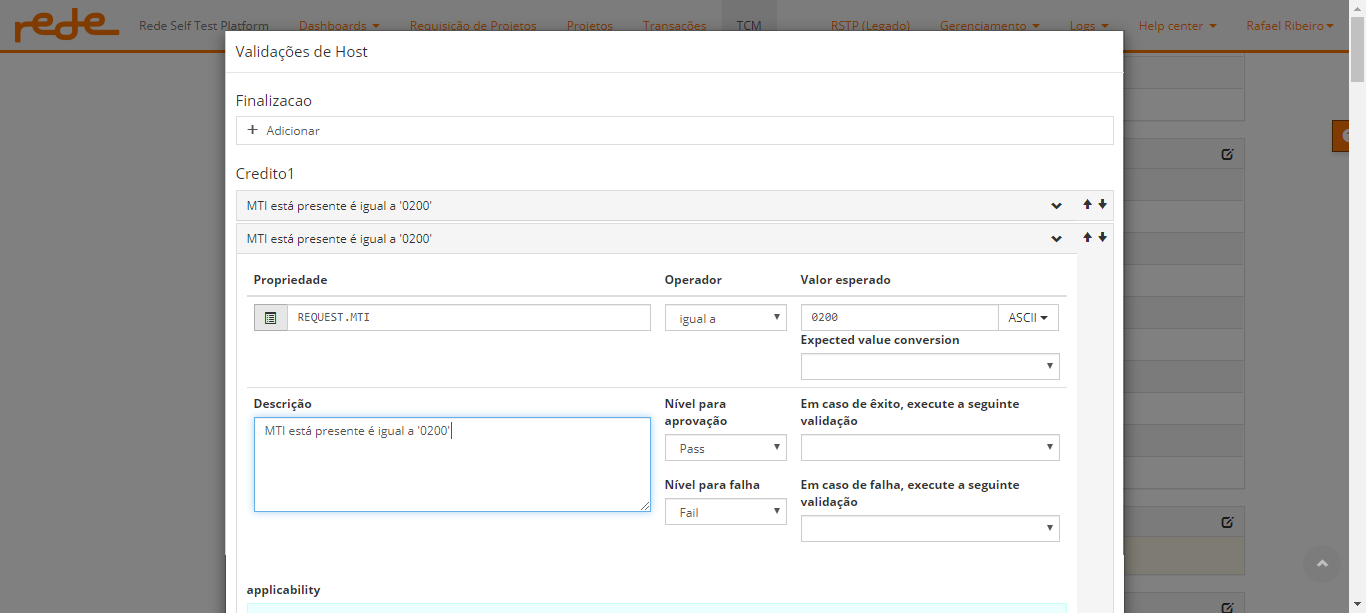 rede Rede Self Test Platform Dashboards Requisição de Projetos Projetos Transações TCM RSTP (Legado) Gerenciamento Logs Help center Rafael Ribeiro
Validações de Host
Finalizacao
+ Adicionar
Credito1
MTI está presente é igual a '0200'
MTI está presente é igual a '0200'
Propriedade Operador Valor esperado
REQUEST.MTI igual a 0200 ASCII
Expected value conversion
Descrição Nível para aprovação Em caso de êxito, execute a seguinte validação
MTI está presente é igual a '0200'
Pass
Nível para falha Em caso de falha, execute a seguinte validação
Fail
applicability